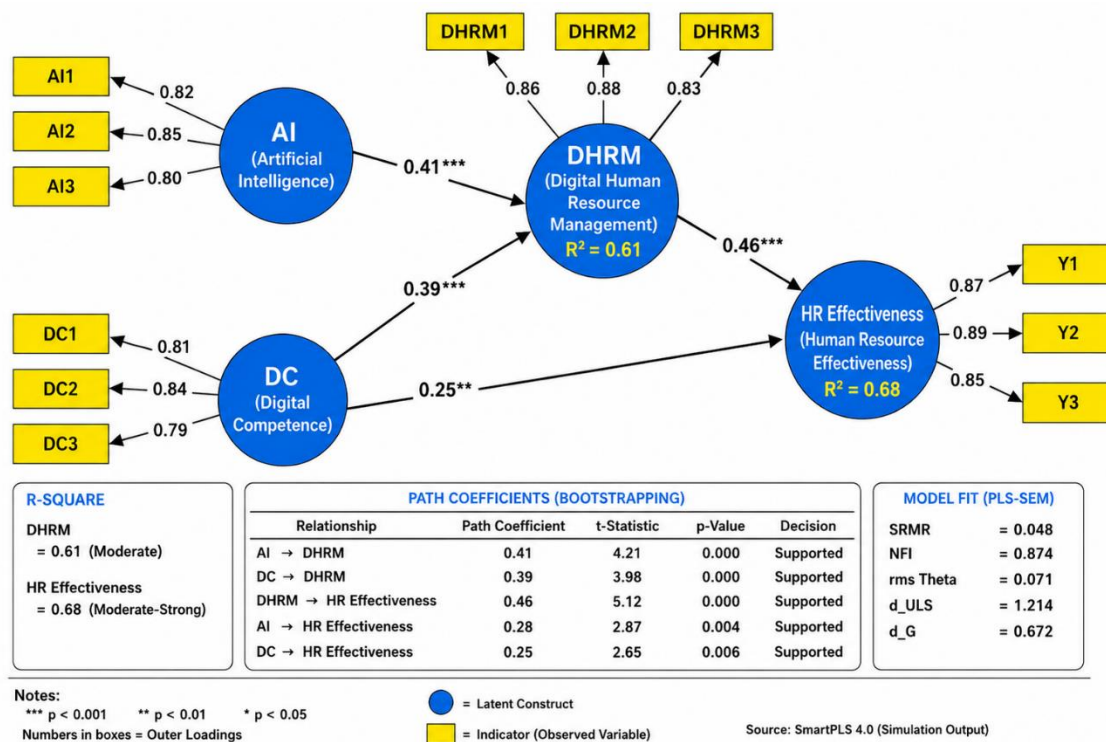 DHRM1
DHRM2
DHRM3
0.86
0.88
0.83
AI1
AI2
AI3
0.82
0.85
0.80
AI
(Artificial
Intelligence)
0.41***
DHRM
(Digital Human
Resource
Management)
R² = 0.61
0.46***
0.39***
DC1
DC2
DC3
0.81
0.84
0.79
DC
(Digital
Competence)
0.25**
HR Effectiveness
(Human Resource
Effectiveness)
R² = 0.68
0.87
0.89
0.85
Y1
Y2
Y3
R-SQUARE
DHRM
= 0.61 (Moderate)
HR Effectiveness
= 0.68 (Moderate-Strong)
PATH COEFFICIENTS (BOOTSTRAPPING)
Relationship Path Coefficient t-Statistic p-Value Decision
AI → DHRM 0.41 4.21 0.000 Supported
DC → DHRM 0.39 3.98 0.000 Supported
DHRM → HR Effectiveness 0.46 5.12 0.000 Supported
AI → HR Effectiveness 0.28 2.87 0.004 Supported
DC → HR Effectiveness 0.25 2.65 0.006 Supported
MODEL FIT (PLS-SEM)
SRMR = 0.048
NFI = 0.874
rms Theta = 0.071
d_ULS = 1.214
d_G = 0.672
Notes:
*** p < 0.001 ** p < 0.01 * p < 0.05
Numbers in boxes = Outer Loadings
= Latent Construct
= Indicator (Observed Variable)
Source: SmartPLS 4.0 (Simulation Output)